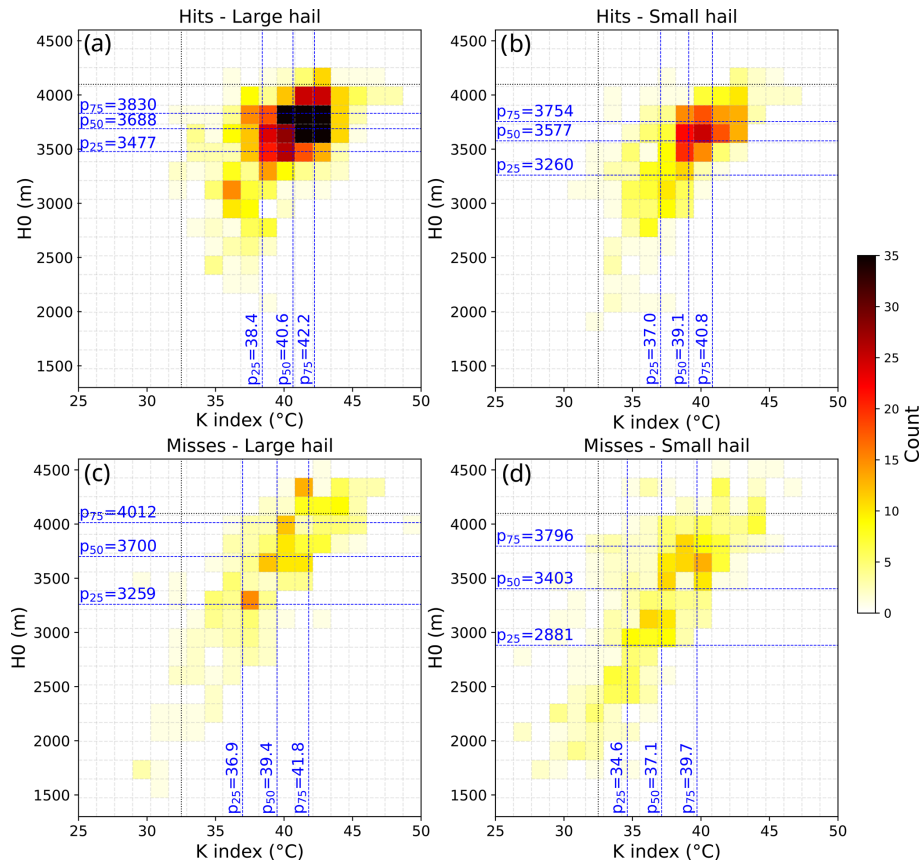 Hits - Large hail
(a)
4500
4000
3500
3000
2500
2000
1500
H0 (m)
p75=3830
p50=3688
p25=3477
p25=38.4
p50=40.6
p75=42.2
25 30 35 40 45 50
K index (°C)
Hits - Small hail
(b)
4500
4000
3500
3000
2500
2000
1500
H0 (m)
p75=3754
p50=3577
p25=3260
p25=37.0
p50=39.1
p75=40.8
25 30 35 40 45 50
K index (°C)
Misses - Large hail
(c)
4500
4000
3500
3000
2500
2000
1500
H0 (m)
p75=4012
p50=3700
p25=3259
p25=36.9
p50=39.4
p75=41.8
25 30 35 40 45 50
K index (°C)
Misses - Small hail
(d)
4500
4000
3500
3000
2500
2000
1500
H0 (m)
p75=3796
p50=3403
p25=2881
p25=34.6
p50=37.1
p75=39.7
25 30 35 40 45 50
K index (°C)
35
30
25
20
15
10
5
0
Count